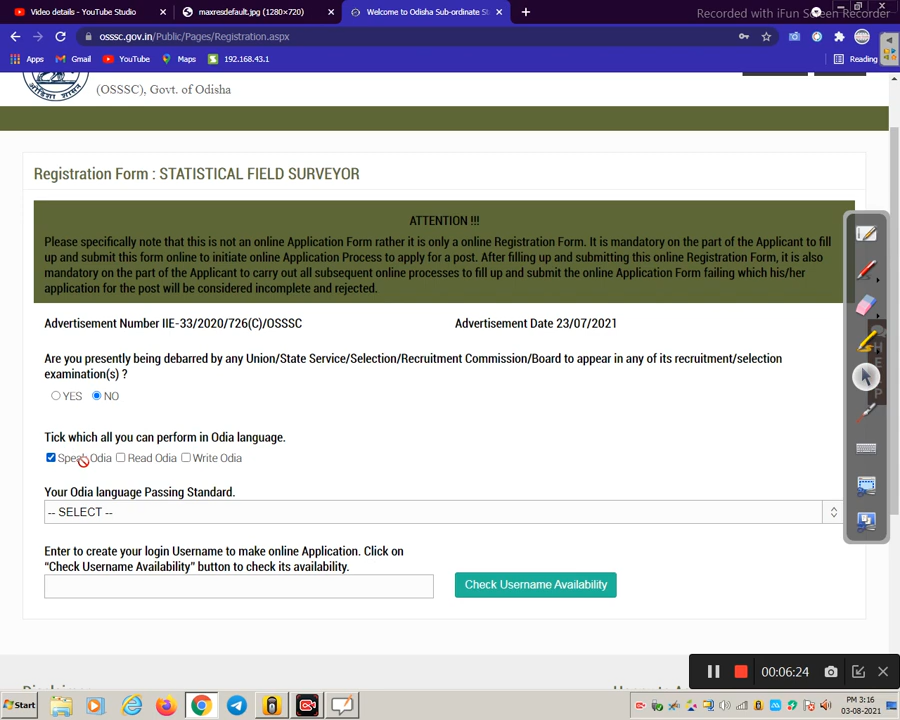 Video details - YouTube Studio
maxresdefault.jpg (1280×720)
Welcome to Odisha Sub-ordinate
Recorded with iFun Screen Recorder
osssc.gov.in/Public/Pages/Registration.aspx
Apps Gmail YouTube Maps 192.168.43.1 Reading
(OSSSC), Govt. of Odisha
Registration Form : STATISTICAL FIELD SURVEYOR
ATTENTION !!!
Please specifically note that this is not an online Application Form rather it is only a online Registration Form. It is mandatory on the part of the Applicant to fill
up and submit this form online to initiate online Application Process to apply for a post. After filling up and submitting this online Registration Form, it is also
mandatory on the part of the Applicant to carry out all subsequent online processes to fill up and submit the online Application Form failing which his/her
application for the post will be considered incomplete and rejected.
Advertisement Number IIE-33/2020/726(C)/OSSSC Advertisement Date 23/07/2021
Are you presently being debarred by any Union/State Service/Selection/Recruitment Commission/Board to appear in any of its recruitment/selection
examination(s) ?
YES NO
Tick which all you can perform in Odia language.
Speak Odia Read Odia Write Odia
Your Odia language Passing Standard.
-- SELECT --
Enter to create your login Username to make online Application. Click on
"Check Username Availability" button to check its availability.
Check Username Availability
00:06:24
Start
PM 3:16
03-08-2021